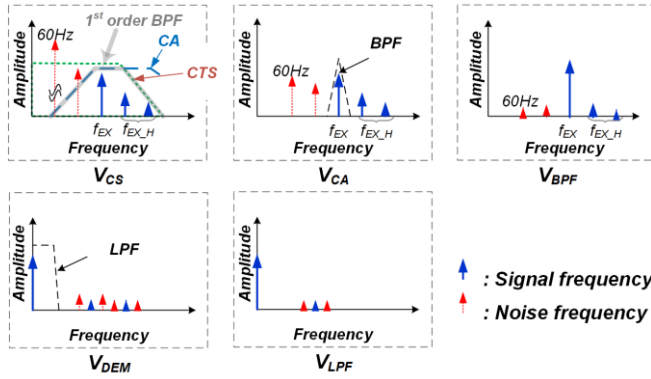 1st order BPF
60Hz
CA
CTS
Amplitude
fEX
fEX_H
Frequency
VCS
60Hz
BPF
Amplitude
fEX
fEX_H
Frequency
VCA
60Hz
Amplitude
fEX
fEX_H
Frequency
VBPF
LPF
Amplitude
Frequency
VDEM
Amplitude
Frequency
VLPF
: Signal frequency
: Noise frequency